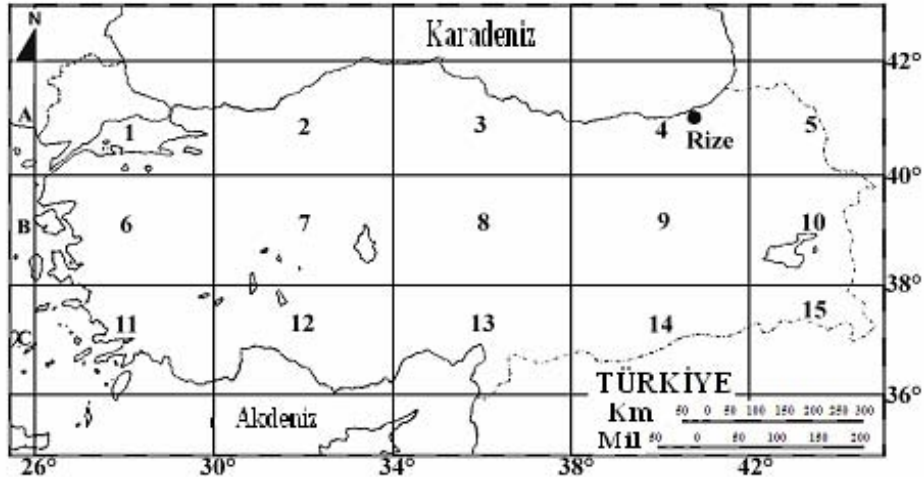 N
Karadeniz
42°
A
1 2 3 4 5
Rize
40°
B
6 7 8 9 10
38°
C
11 12 13 14 15
TÜRKİYE
36°
Akdeniz
Km 50 0 50 100 150 200 250 300
Mil 50 0 50 100 150 200
26° 30° 34° 38° 42°